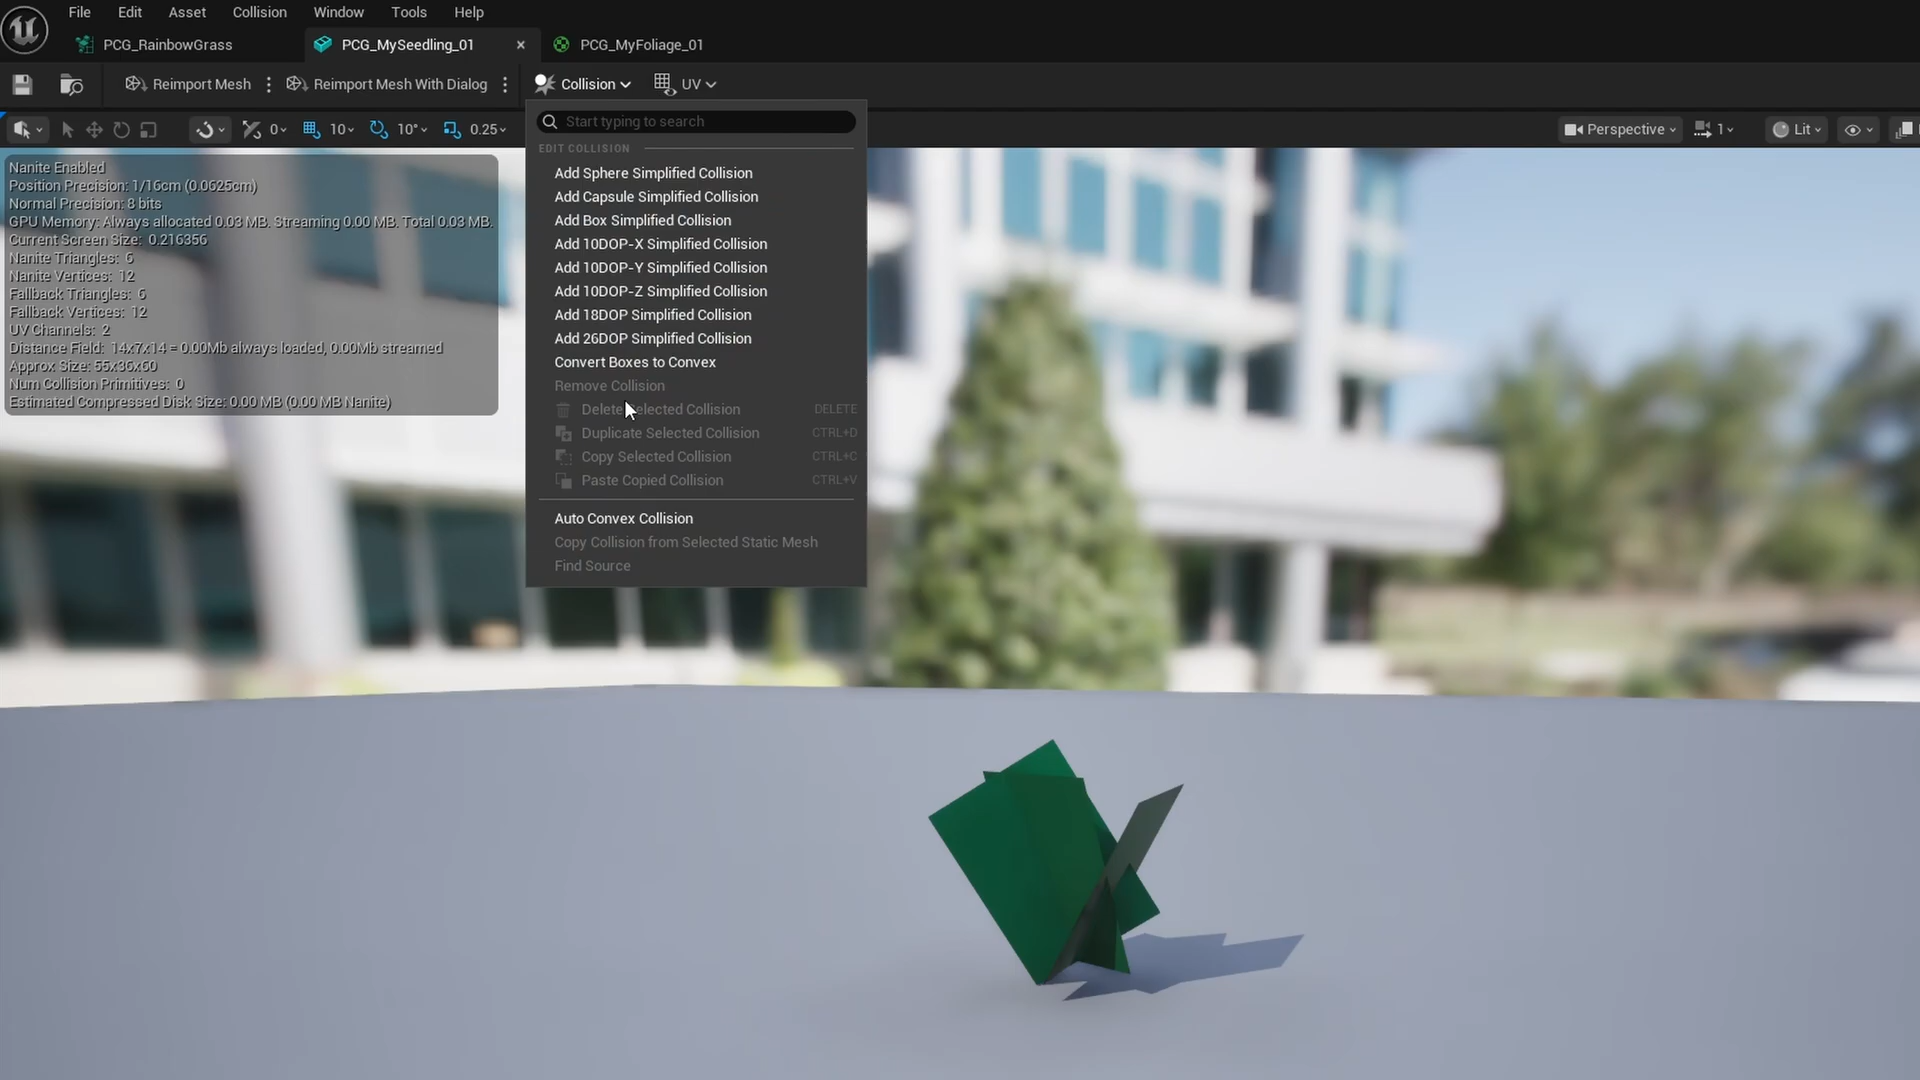 File Edit Asset Collision Window Tools Help
PCG_RainbowGrass PCG_MySeedling_01 PCG_MyFoliage_01
Reimport Mesh Reimport Mesh With Dialog Collision UV
0 10 10° 0.25 Perspective 1 Lit
Start typing to search
EDIT COLLISION
Add Sphere Simplified Collision
Add Capsule Simplified Collision
Add Box Simplified Collision
Add 10DOP-X Simplified Collision
Add 10DOP-Y Simplified Collision
Add 10DOP-Z Simplified Collision
Add 18DOP Simplified Collision
Add 26DOP Simplified Collision
Convert Boxes to Convex
Remove Collision
Delete Selected Collision DELETE
Duplicate Selected Collision CTRL+D
Copy Selected Collision CTRL+C
Paste Copied Collision CTRL+V
Auto Convex Collision
Copy Collision from Selected Static Mesh
Find Source
Nanite Enabled
Position Precision: 1/16cm (0.0625cm)
Normal Precision: 8 bits
GPU Memory: Always allocated 0.03 MB. Streaming 0.00 MB. Total 0.03 MB.
Current Screen Size: 0.216356
Nanite Triangles: 6
Nanite Vertices: 12
Fallback Triangles: 6
Fallback Vertices: 12
UV Channels: 2
Distance Field: 14x7x14 = 0.00Mb always loaded, 0.00Mb streamed
Approx Size: 55x36x60
Num Collision Primitives: 0
Estimated Compressed Disk Size: 0.00 MB (0.00 MB Nanite)